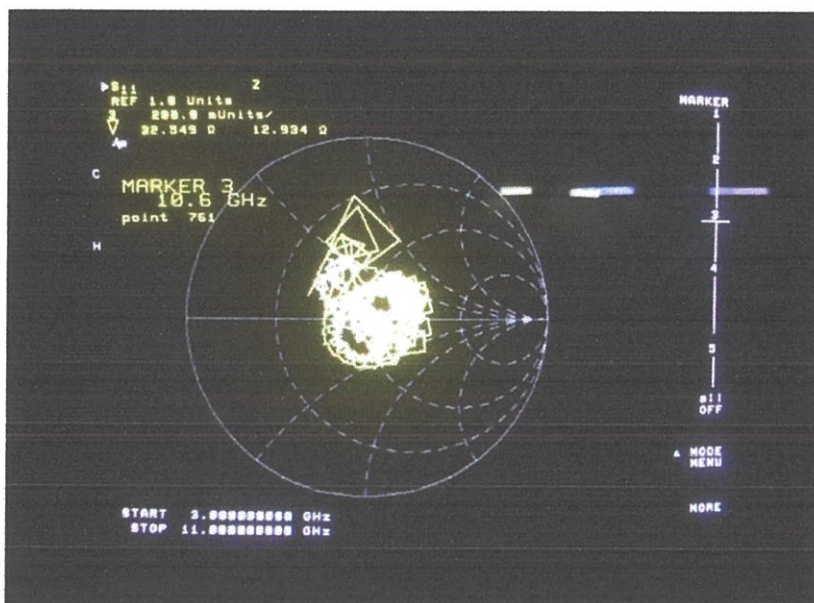 S11 2
REF 1.0 Units
3 200.0 mUnits/
32.549 Ω 12.934 Ω
C
MARKER 3
10.6 GHz
point 761
H
MARKER
1
2
3
4
5
all
OFF
MODE
MENU
MORE
START 3.000000000 GHz
STOP 11.000000000 GHz